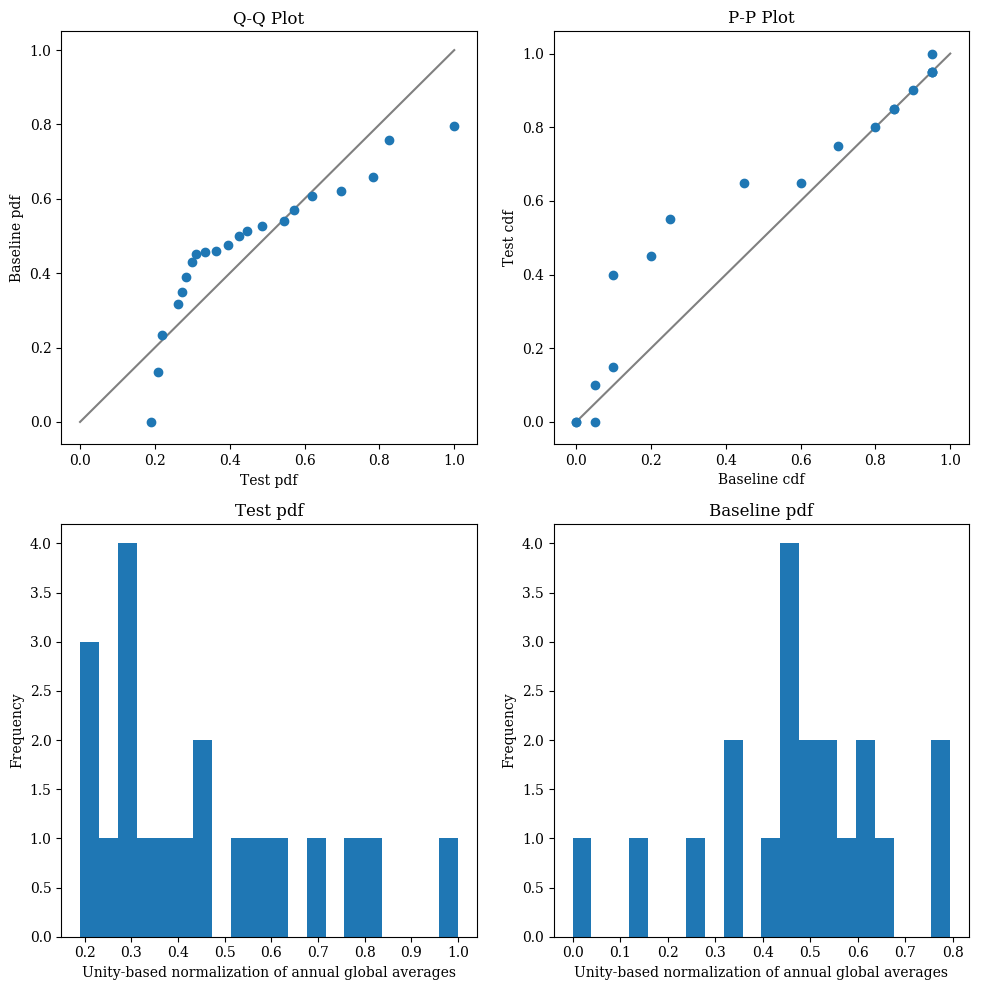 Q-Q Plot
1.0
0.8
0.6
0.4
0.2
0.0
Baseline pdf
0.0 0.2 0.4 0.6 0.8 1.0
Test pdf
P-P Plot
1.0
0.8
0.6
0.4
0.2
0.0
Test cdf
0.0 0.2 0.4 0.6 0.8 1.0
Baseline cdf
Test pdf
4.0
3.5
3.0
2.5
2.0
1.5
1.0
0.5
0.0
Frequency
0.2 0.3 0.4 0.5 0.6 0.7 0.8 0.9 1.0
Unity-based normalization of annual global averages
Baseline pdf
4.0
3.5
3.0
2.5
2.0
1.5
1.0
0.5
0.0
Frequency
0.0 0.1 0.2 0.3 0.4 0.5 0.6 0.7 0.8
Unity-based normalization of annual global averages